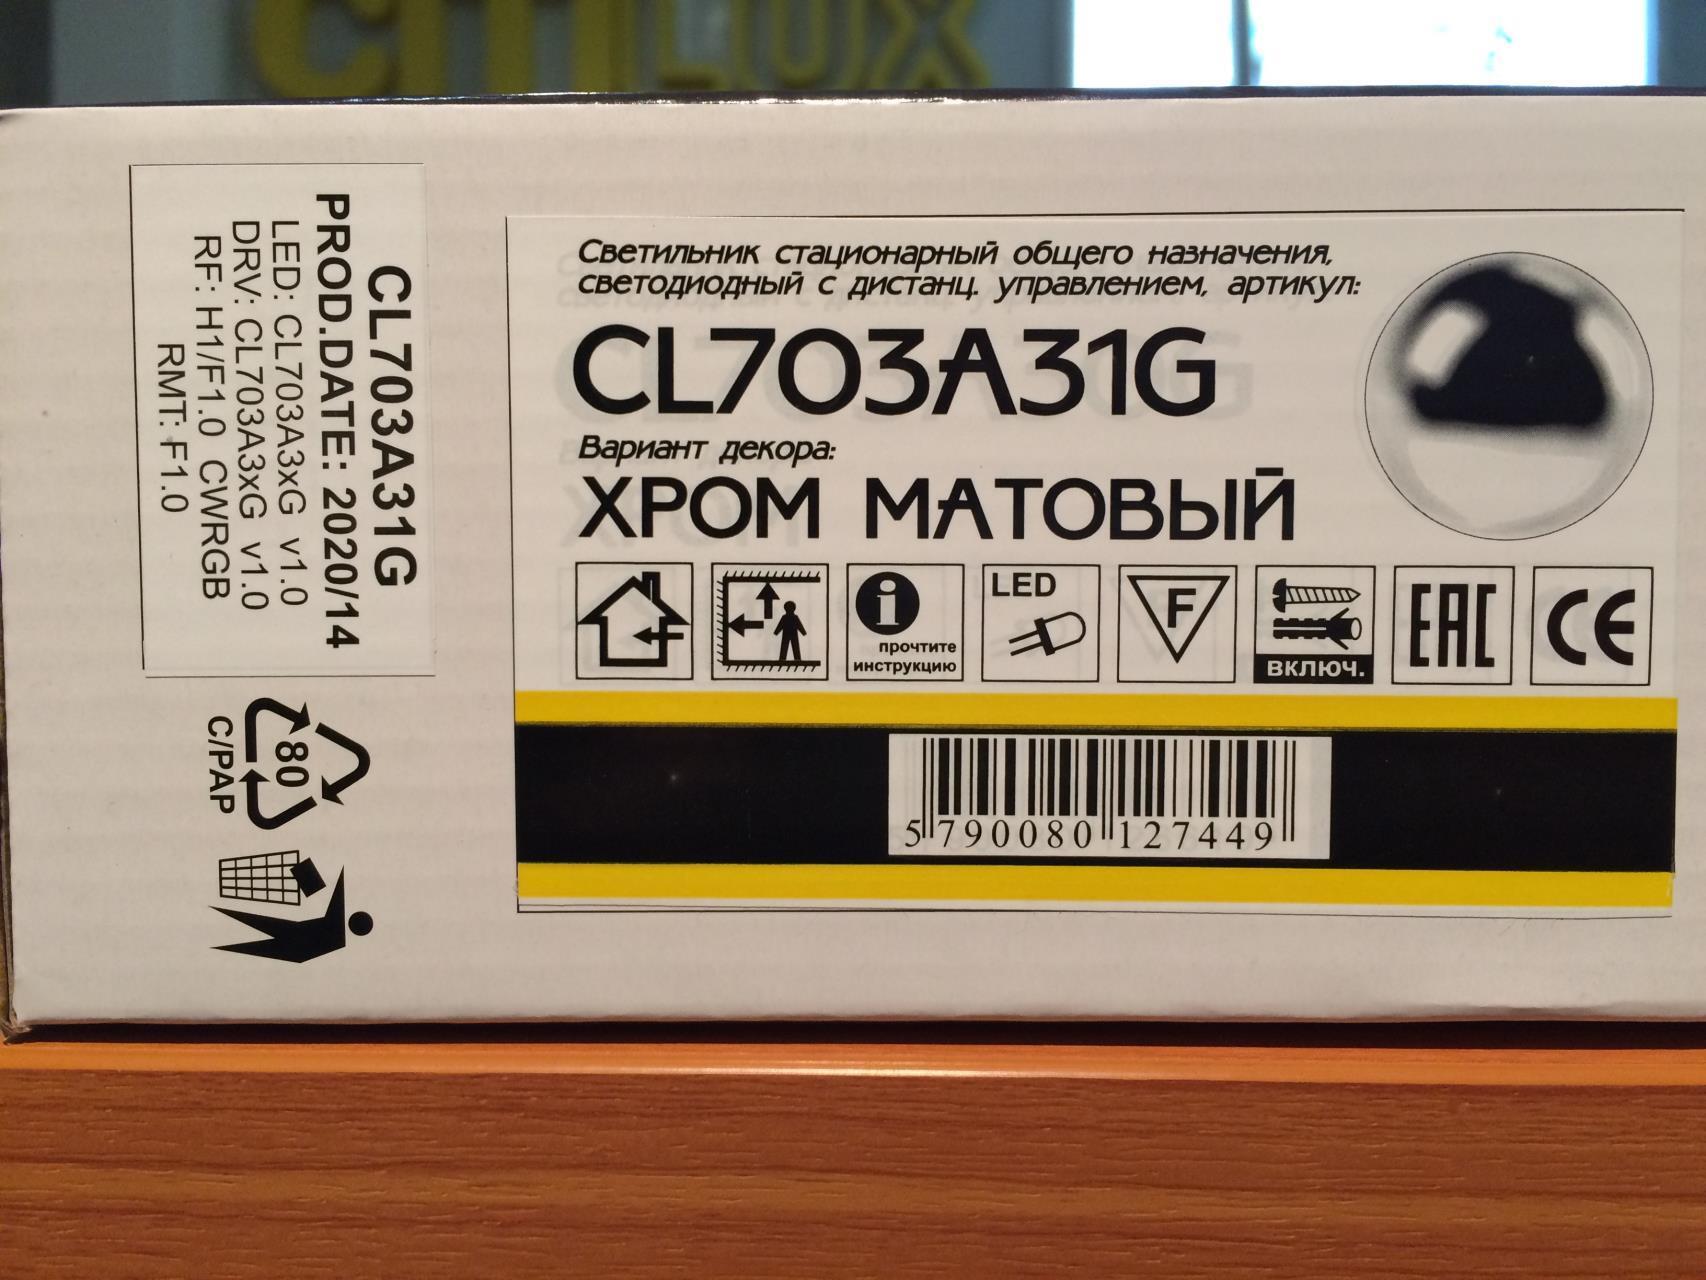 CITILUX
CL703A31G
PROD.DATE: 2020/14
LED: CL703A3xG v1.0
DRV: CL703A3xG v1.0
RF: H1/F1.0 CWRGB
RMT: F1.0
80
C/PAP
Светильник стационарный общего назначения,
светодиодный с дистанц. управлением, артикул:
CL703A31G
Вариант декора:
ХРОМ МАТОВЫЙ
i
прочтите
инструкцию
LED
F
ВКЛЮЧ.
EAC
CE
5 790080 127449